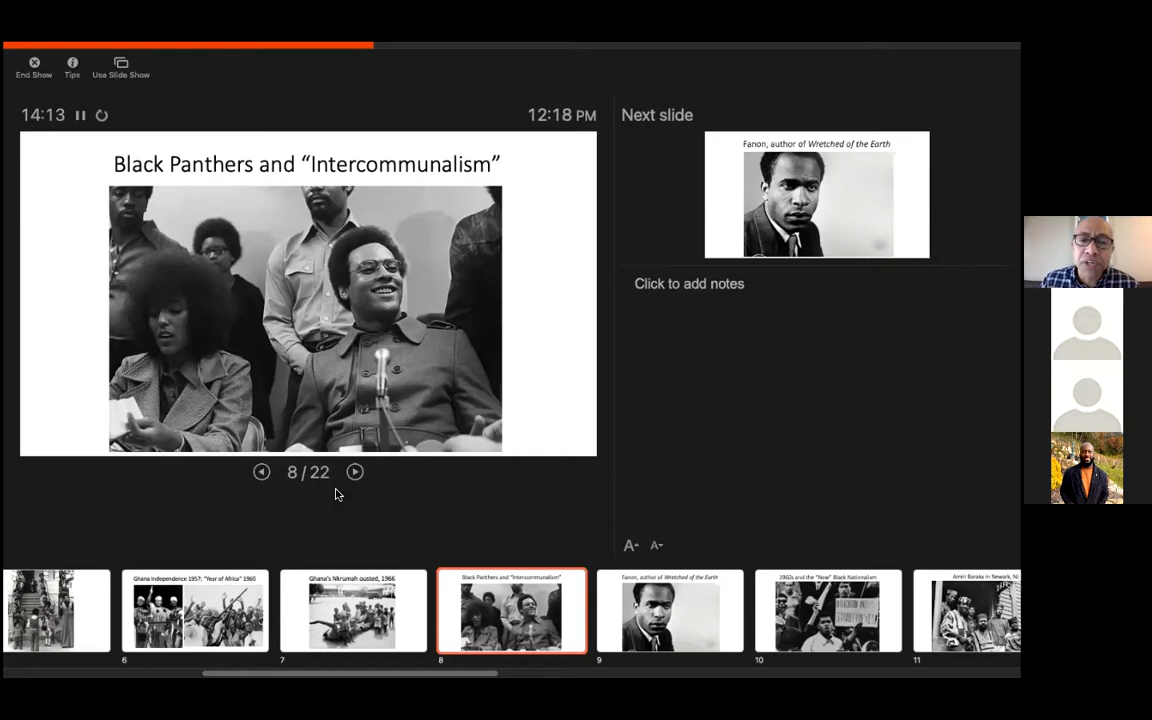 End Show
Tips
Use Slide Show
14:13
12:18 PM
Next slide
Black Panthers and “Intercommunalism”
Fanon, author of Wretched of the Earth
Click to add notes
8 / 22
A
A
Ghana Independence 1957; "Year of Africa" 1960
Ghana's Nkrumah ousted, 1966
Black Panthers and "Intercommunalism"
Fanon, author of Wretched of the Earth
1960s and the "New" Black Nationalism
Amiri Baraka in Newark, NJ
6
7
8
9
10
11